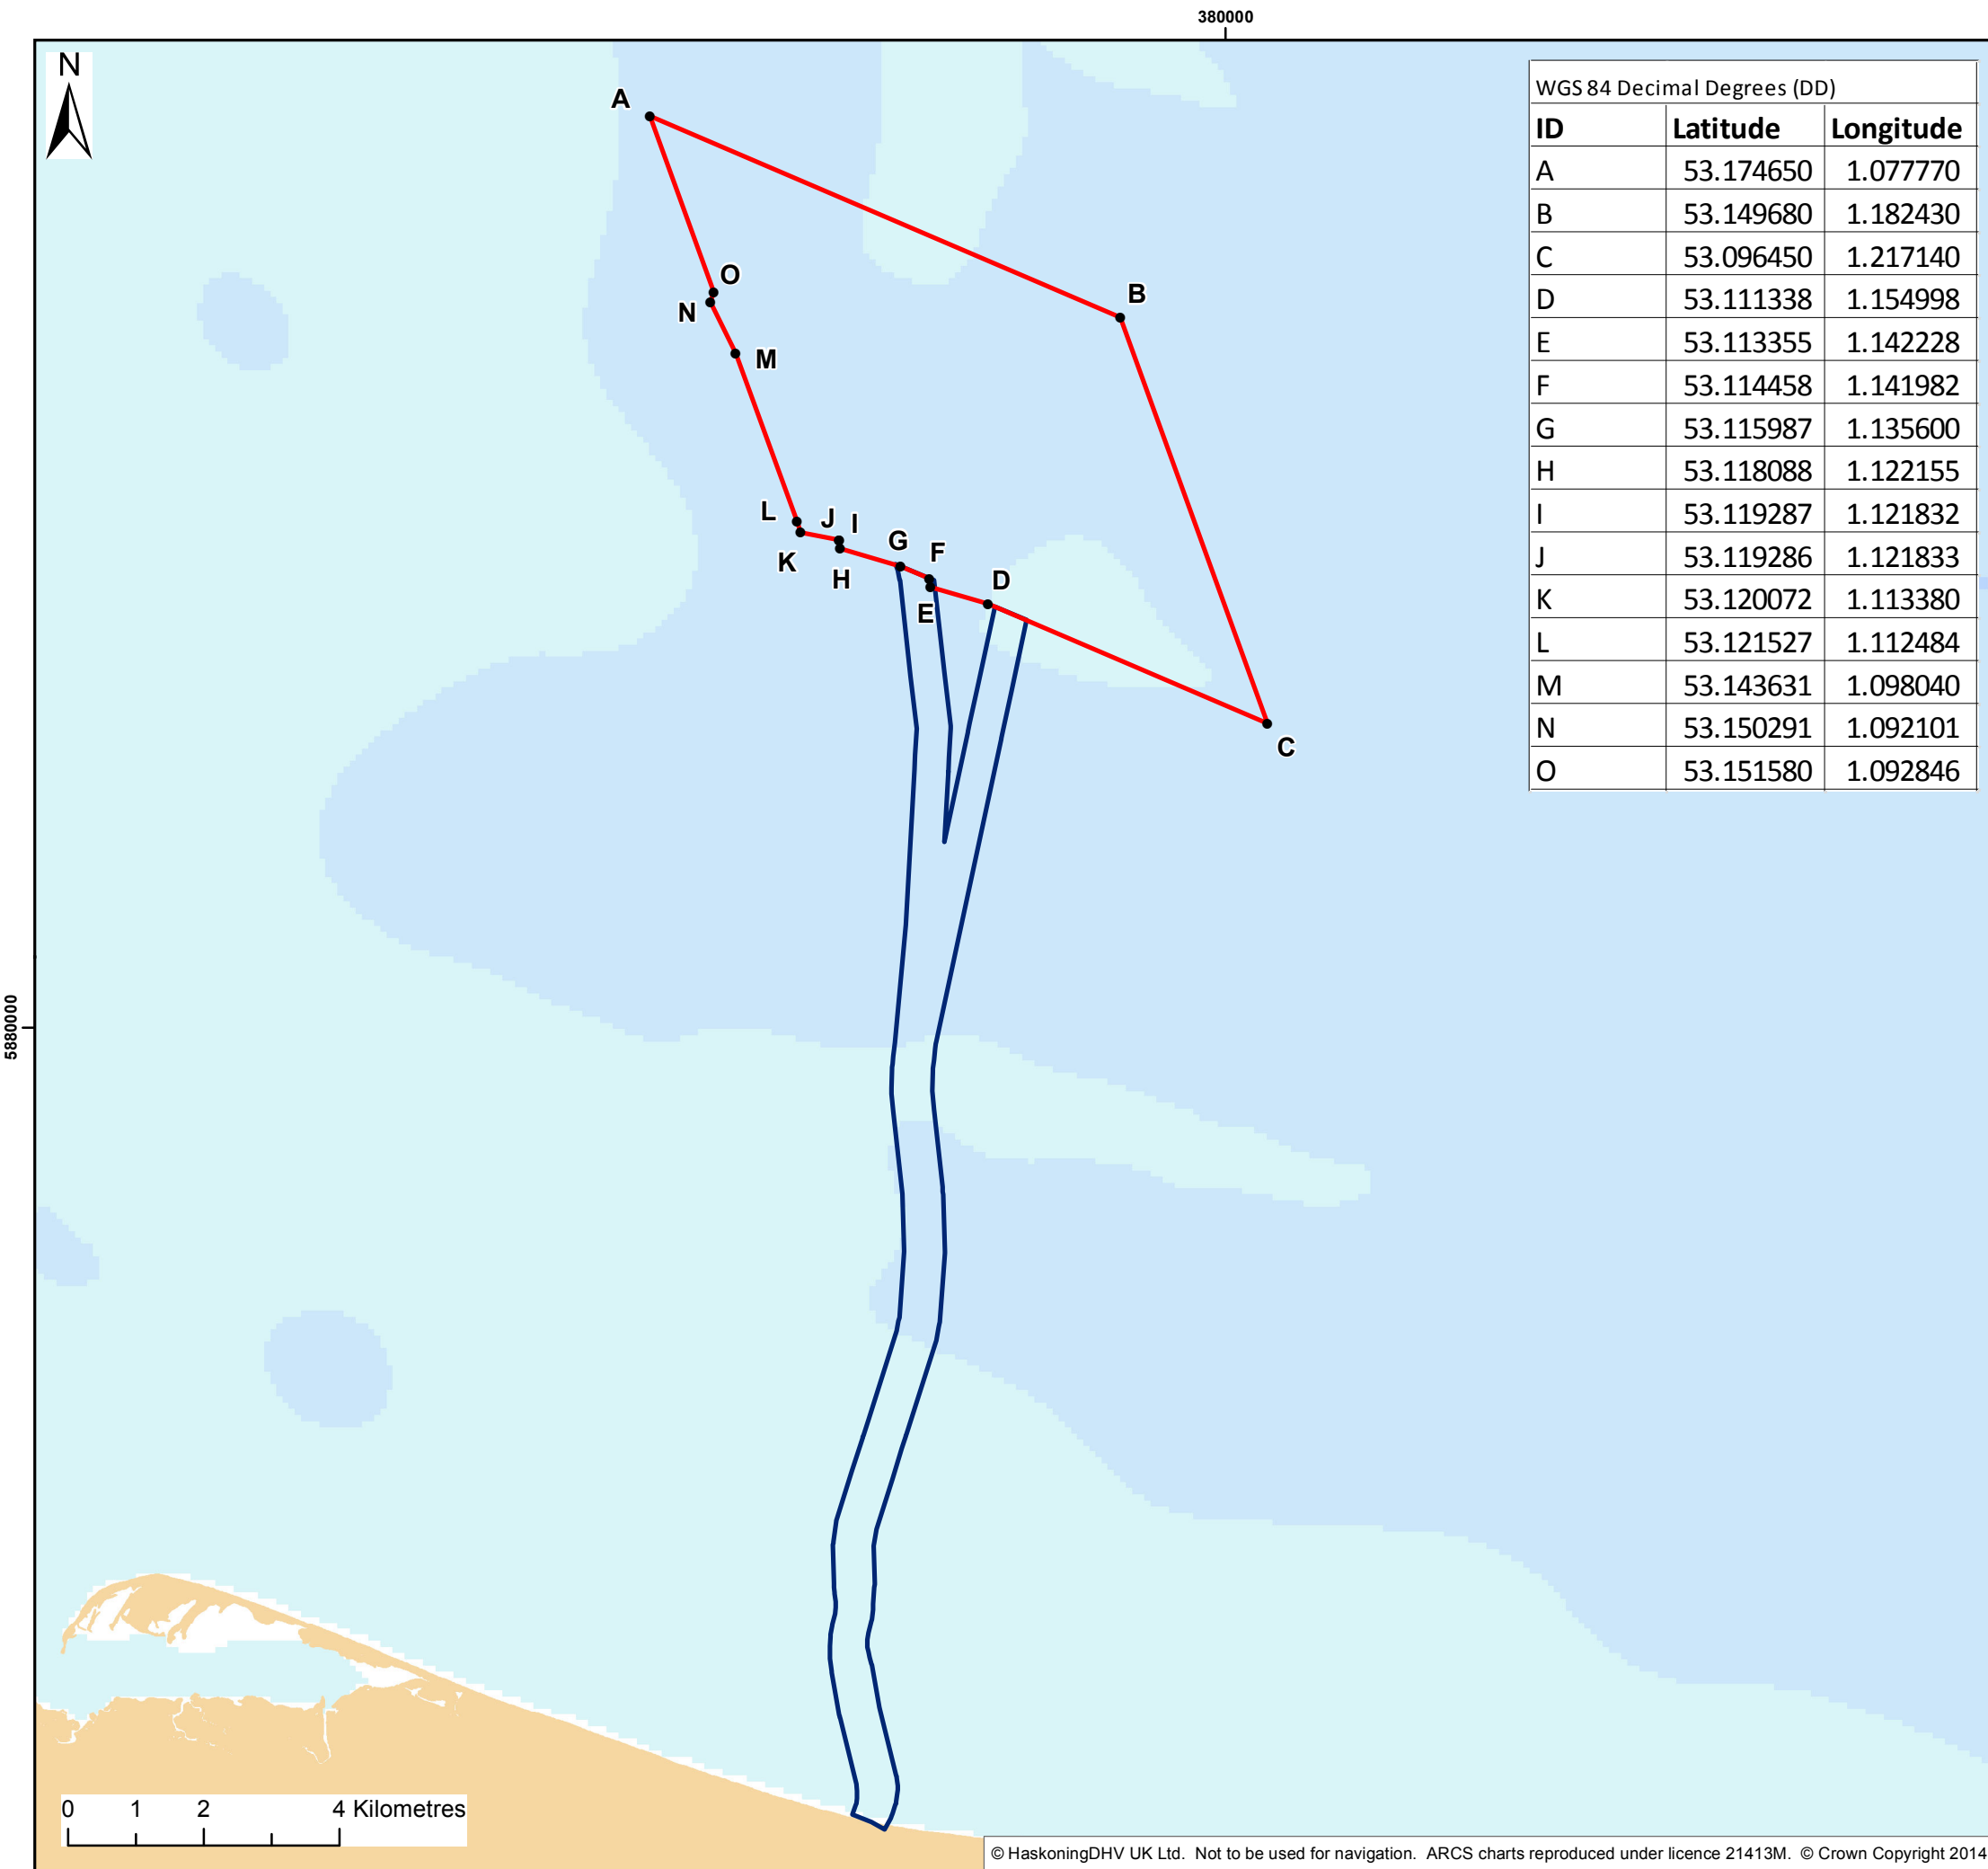 380000
N
WGS 84 Decimal Degrees (DD)
ID Latitude Longitude
A 53.174650 1.077770
B 53.149680 1.182430
C 53.096450 1.217140
D 53.111338 1.154998
E 53.113355 1.142228
F 53.114458 1.141982
G 53.115987 1.135600
H 53.118088 1.122155
I 53.119287 1.121832
J 53.119286 1.121833
K 53.120072 1.113380
L 53.121527 1.112484
M 53.143631 1.098040
N 53.150291 1.092101
O 53.151580 1.092846
A
O
B
N
M
L
J
I
G
F
K
H
D
E
C
5880000
0 1 2 4 Kilometres
© HaskoningDHV UK Ltd. Not to be used for navigation. ARCS charts reproduced under licence 21413M. © Crown Copyright 2014